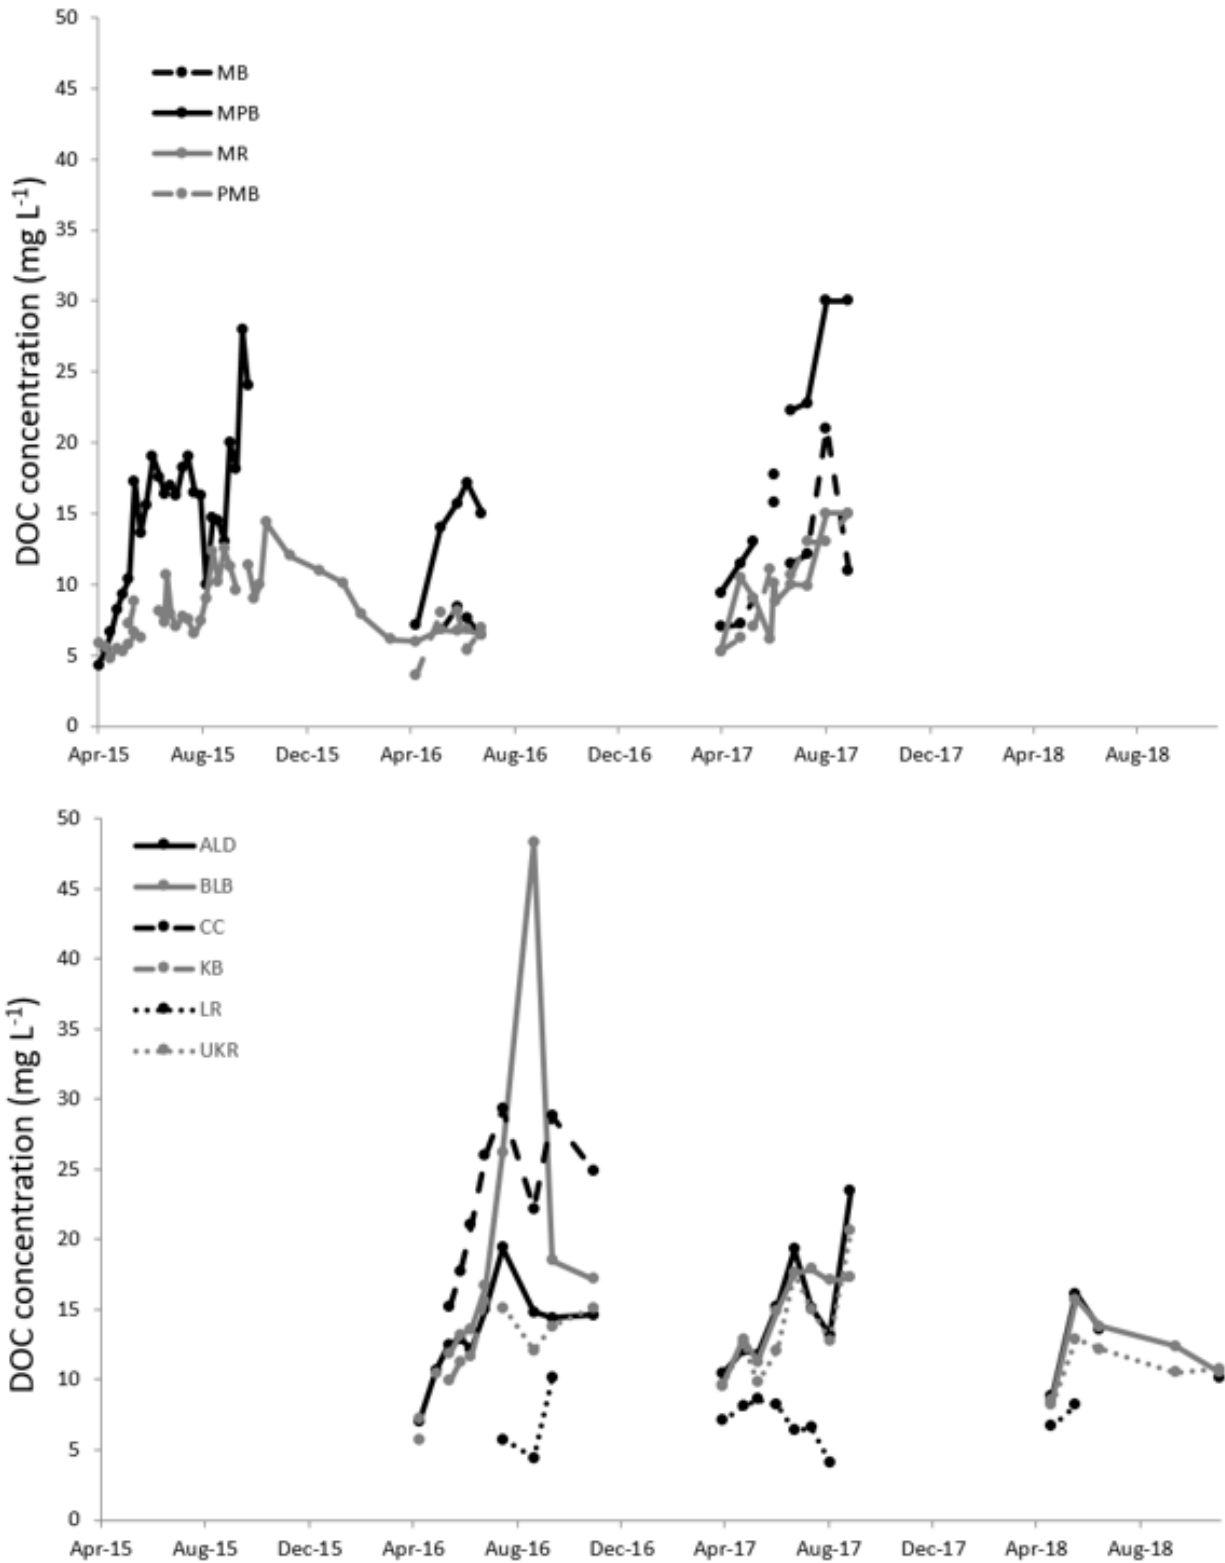 50
45
40
35
30
25
20
15
10
5
0
DOC concentration (mg L-1)
MB
MPB
MR
PMB
Apr-15 Aug-15 Dec-15 Apr-16 Aug-16 Dec-16 Apr-17 Aug-17 Dec-17 Apr-18 Aug-18
50
45
40
35
30
25
20
15
10
5
0
DOC concentration (mg L-1)
ALD
BLB
CC
KB
LR
UKR
Apr-15 Aug-15 Dec-15 Apr-16 Aug-16 Dec-16 Apr-17 Aug-17 Dec-17 Apr-18 Aug-18